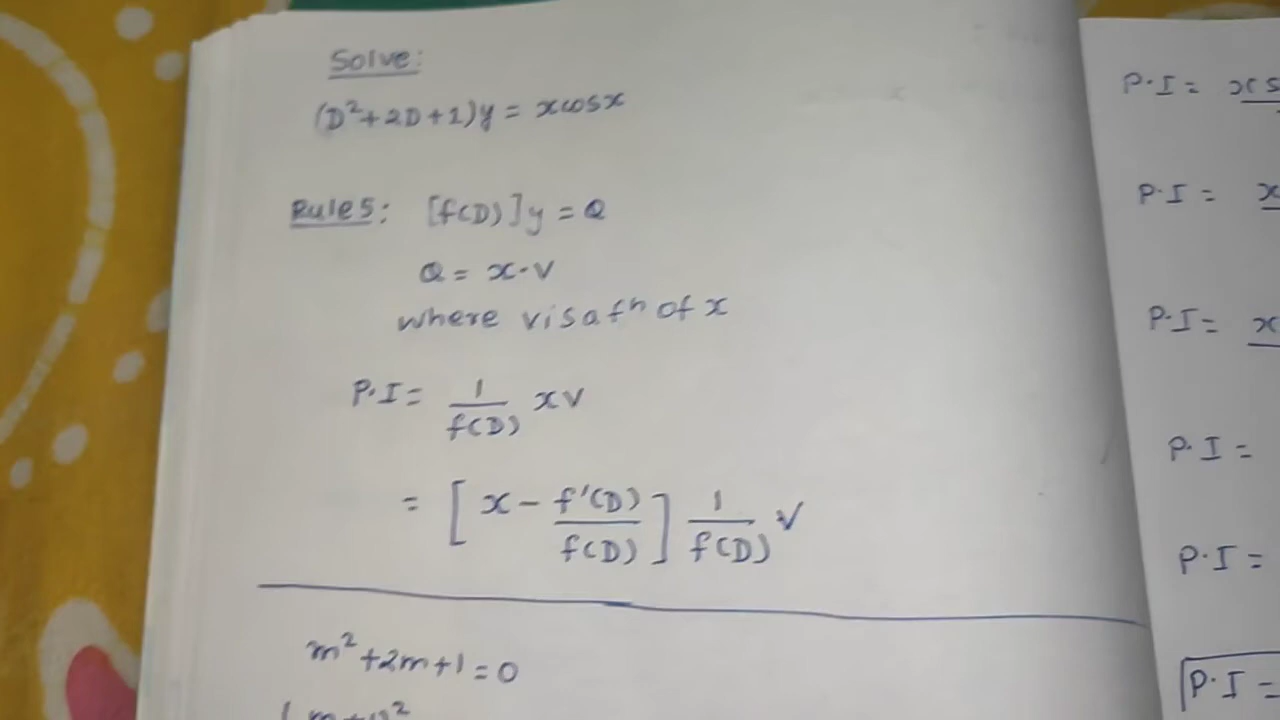 Solve:
(D²+2D+1)y = xcosx
Rule5: [f(D)]y = Q
Q = x·V
where v is a fn of x
P·I = 1/f(D) xV
= [x - f'(D)/f(D)] 1/f(D) V
m²+2m+1=0
P·I =
P·I =
P·I =
P·I =
P·I =
P·I =